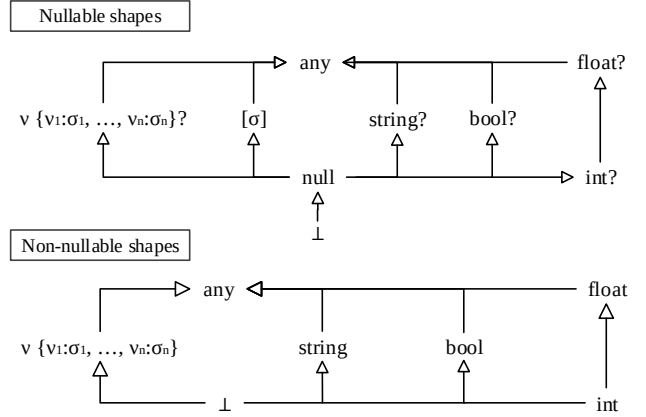 Nullable shapes
any float?
ν {ν₁:σ₁, …, νₙ:σₙ}? [σ] string? bool?
null int?
⊥
Non-nullable shapes
any float
ν {ν₁:σ₁, …, νₙ:σₙ} string bool
⊥ int